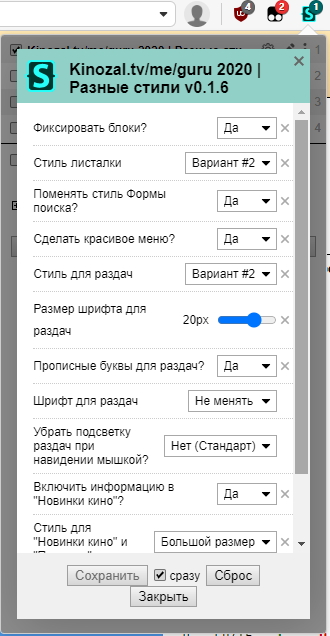 4
2
1
Kinozal.tv/me/guru 2020 |
Разные стили v0.1.6
1
2
3
4
Фиксировать блоки?
Да
Стиль листалки
Вариант #2
Поменять стиль Формы
поиска?
Да
Сделать красивое меню?
Да
Стиль для раздач
Вариант #2
Размер шрифта для
раздач
20px
Прописные буквы для раздач?
Да
Шрифт для раздач
Не менять
Убрать подсветку
раздач при
навидении мышкой?
Нет (Стандарт)
Включить информацию в
"Новинки кино"?
Да
Стиль для
"Новинки кино" и
Большой размер
Сохранить
сразу
Сброс
Закрыть